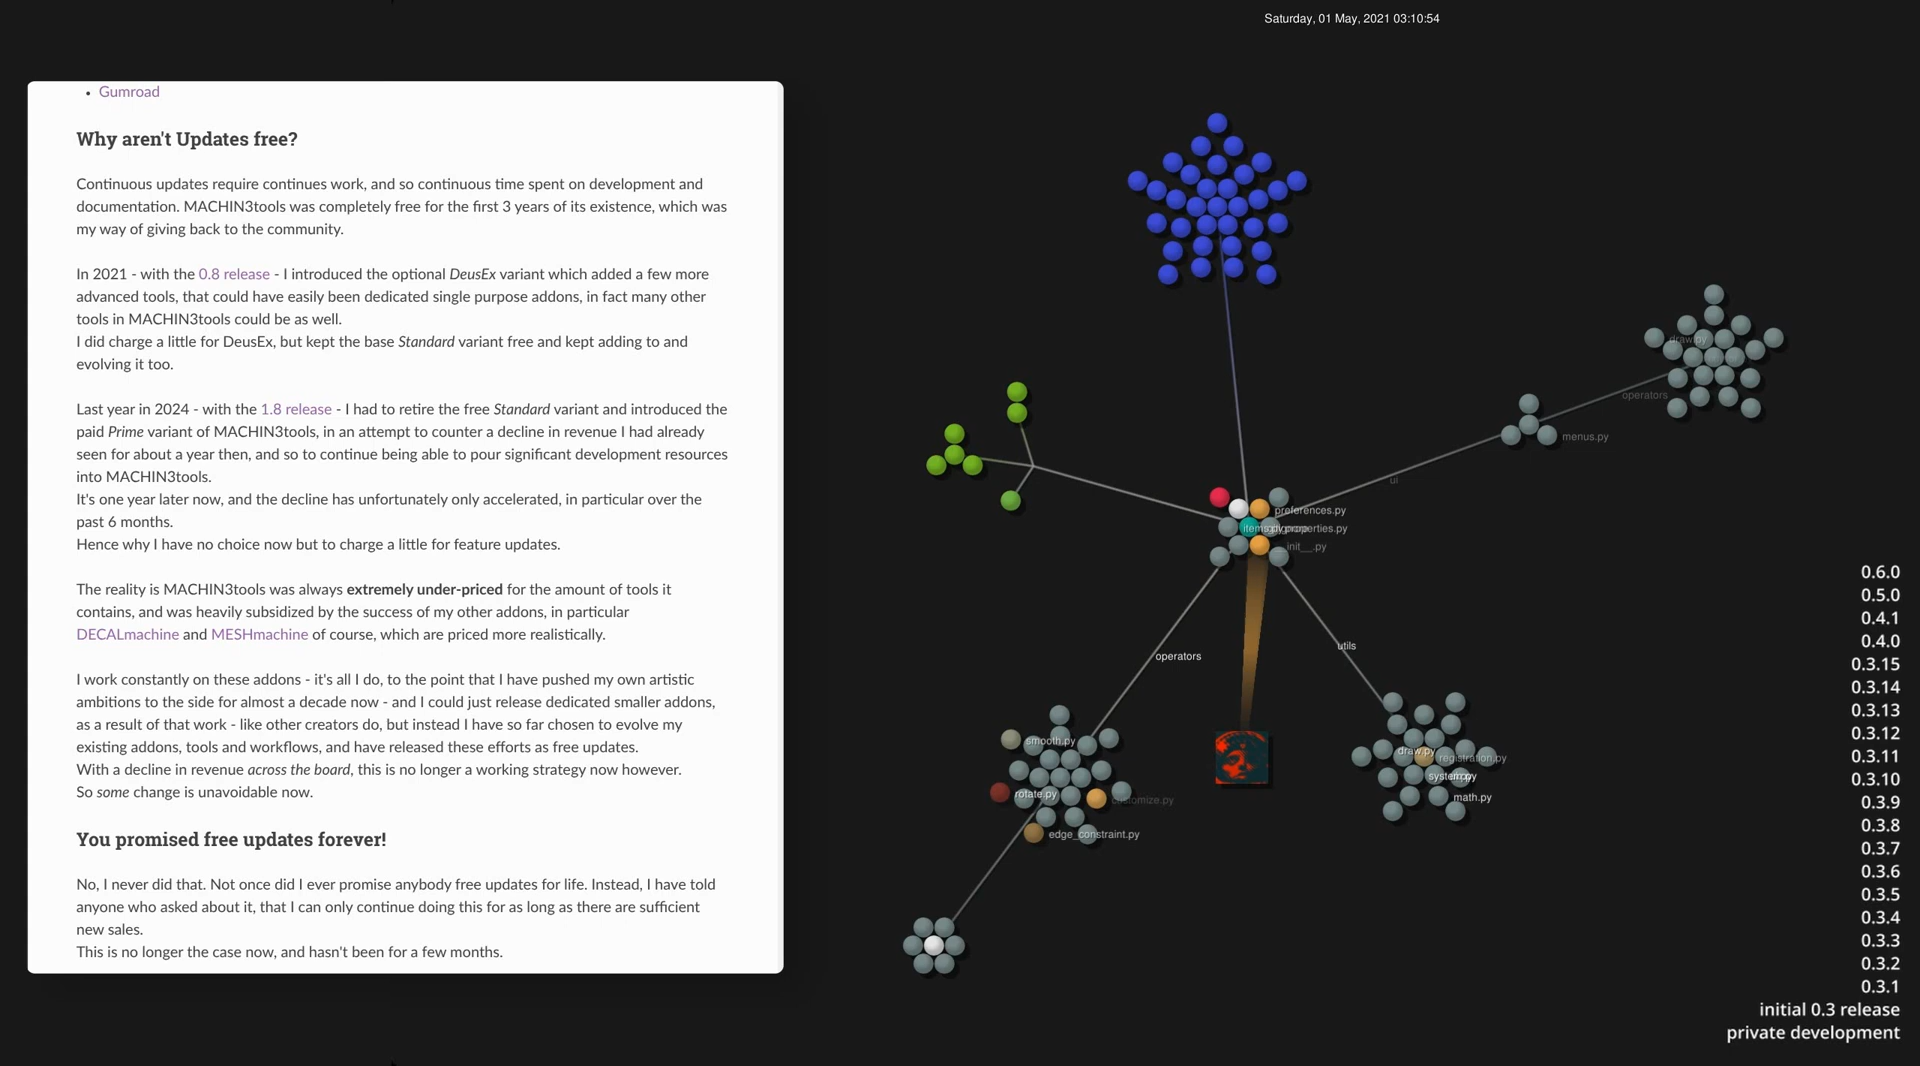 Saturday, 01 May, 2021 03:10:54
Gumroad
Why aren't Updates free?
Continuous updates require continues work, and so continuous time spent on development and
documentation. MACHIN3tools was completely free for the first 3 years of its existence, which was
my way of giving back to the community.
In 2021 - with the 0.8 release - I introduced the optional DeusEx variant which added a few more
advanced tools, that could have easily been dedicated single purpose addons, in fact many other
tools in MACHIN3tools could be as well.
I did charge a little for DeusEx, but kept the base Standard variant free and kept adding to and
evolving it too.
Last year in 2024 - with the 1.8 release - I had to retire the free Standard variant and introduced the
paid Prime variant of MACHIN3tools, in an attempt to counter a decline in revenue I had already
seen for about a year then, and so to continue being able to pour significant development resources
into MACHIN3tools.
It's one year later now, and the decline has unfortunately only accelerated, in particular over the
past 6 months.
Hence why I have no choice now but to charge a little for feature updates.
The reality is MACHIN3tools was always extremely under-priced for the amount of tools it
contains, and was heavily subsidized by the success of my other addons, in particular
DECALmachine and MESHmachine of course, which are priced more realistically.
I work constantly on these addons - it's all I do, to the point that I have pushed my own artistic
ambitions to the side for almost a decade now - and I could just release dedicated smaller addons,
as a result of that work - like other creators do, but instead I have so far chosen to evolve my
existing addons, tools and workflows, and have released these efforts as free updates.
With a decline in revenue across the board, this is no longer a working strategy now however.
So some change is unavoidable now.
You promised free updates forever!
No, I never did that. Not once did I ever promise anybody free updates for life. Instead, I have told
anyone who asked about it, that I can only continue doing this for as long as there are sufficient
new sales.
This is no longer the case now, and hasn't been for a few months.
draw.py
operators
menus.py
ui
preferences.py
properties.py
__init__.py
operators
utils
smooth.py
rotate.py
customize.py
edge_constraint.py
draw.py
registration.py
system.py
math.py
0.6.0
0.5.0
0.4.1
0.4.0
0.3.15
0.3.14
0.3.13
0.3.12
0.3.11
0.3.10
0.3.9
0.3.8
0.3.7
0.3.6
0.3.5
0.3.4
0.3.3
0.3.2
0.3.1
initial 0.3 release
private development